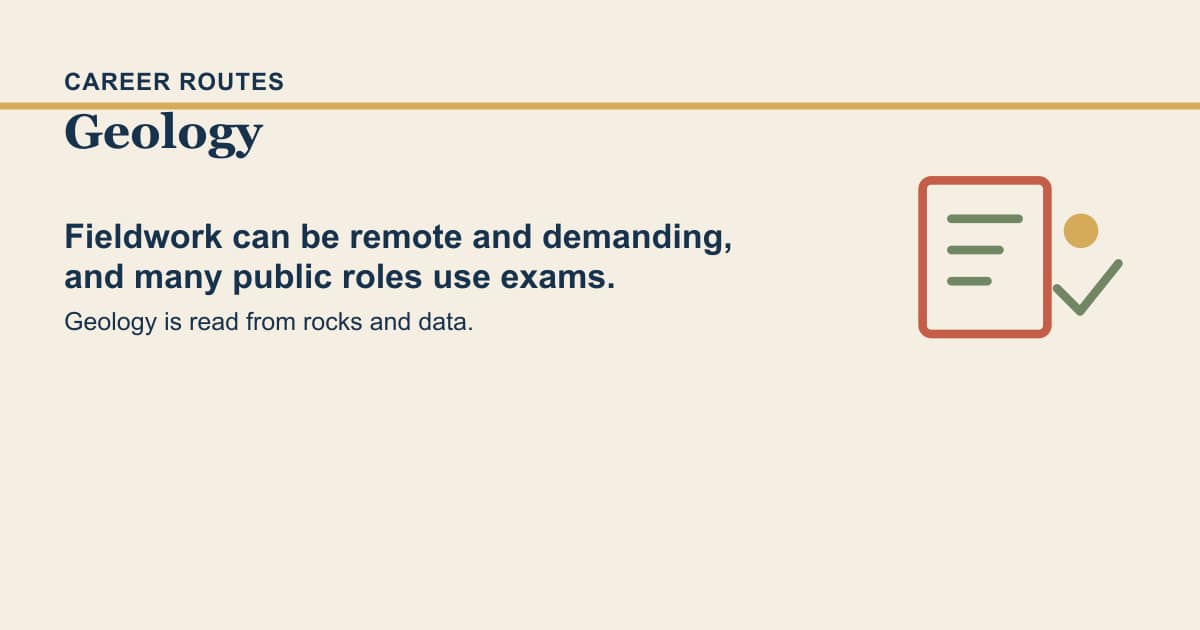 CAREER ROUTES
Geology
Fieldwork can be remote and demanding,
and many public roles use exams.
Geology is read from rocks and data.